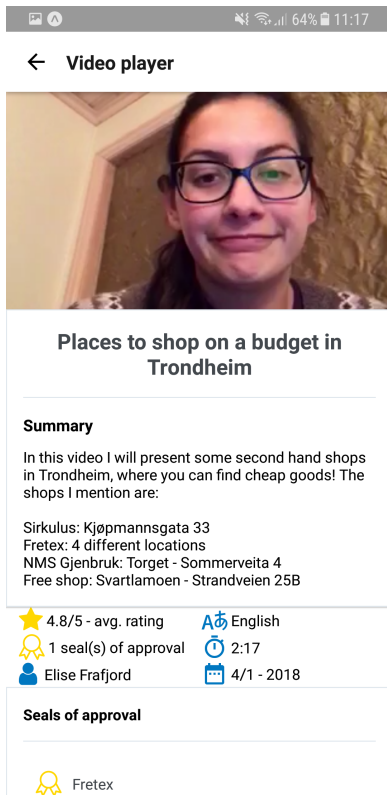 64% 11:17
Video player
Places to shop on a budget in
Trondheim
Summary
In this video I will present some second hand shops
in Trondheim, where you can find cheap goods! The
shops I mention are:
Sirkulus: Kjøpmannsgata 33
Fretex: 4 different locations
NMS Gjenbruk: Torget - Sommerveita 4
Free shop: Svartlamoen - Strandveien 25B
4.8/5 - avg. rating Aあ English
1 seal(s) of approval 2:17
Elise Frafjord 4/1 - 2018
Seals of approval
Fretex